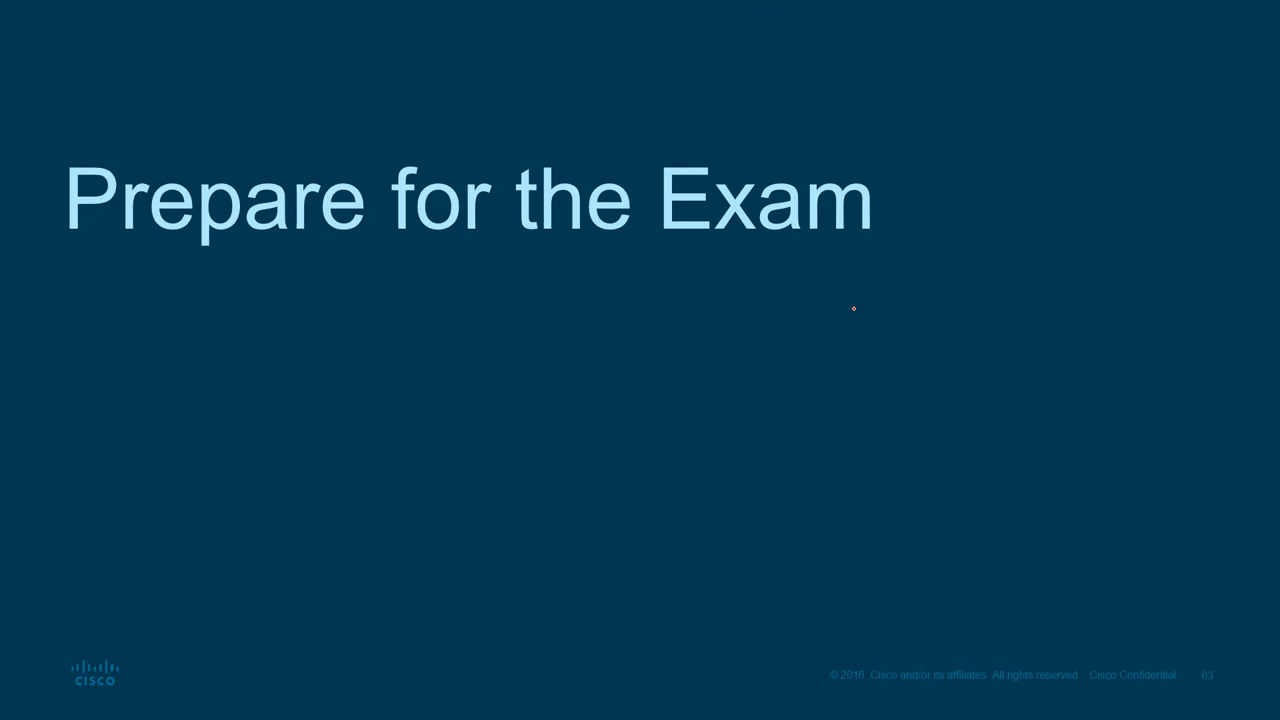 Prepare for the Exam
CISCO
© 2016 Cisco and/or its affiliates. All rights reserved. Cisco Confidential 63